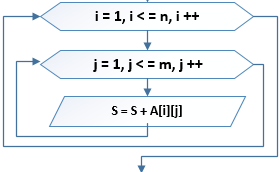 i = 1, i < = n, i ++
j = 1, j < = m, j ++
S = S + A[i][j]